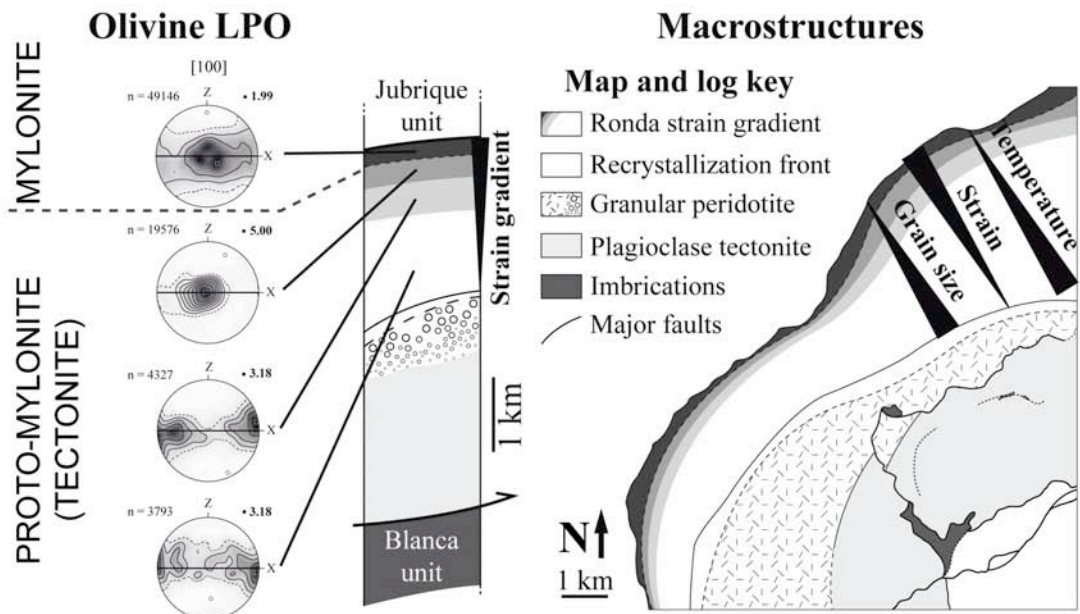 Olivine LPO
Macrostructures
MYLONITE
PROTO-MYLONITE
(TECTONITE)
[100]
n = 49146
Z
▪ 1.99
X
n = 19576
Z
▪ 5.00
X
n = 4327
Z
▪ 3.18
X
n = 3793
Z
▪ 3.18
X
Jubrique
unit
Strain gradient
1 km
Blanca
unit
Map and log key
Ronda strain gradient
Recrystallization front
Granular peridotite
Plagioclase tectonite
Imbrications
Major faults
Grain size
Strain
Temperature
N
1 km